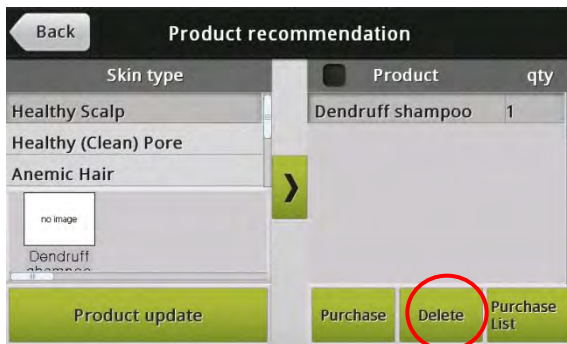 Back
Product recommendation
Skin type
Product qty
Healthy Scalp
Dendruff shampoo 1
Healthy (Clean) Pore
Anemic Hair
no image
Dendruff
shampoo
Product update
Purchase
Delete
Purchase
List